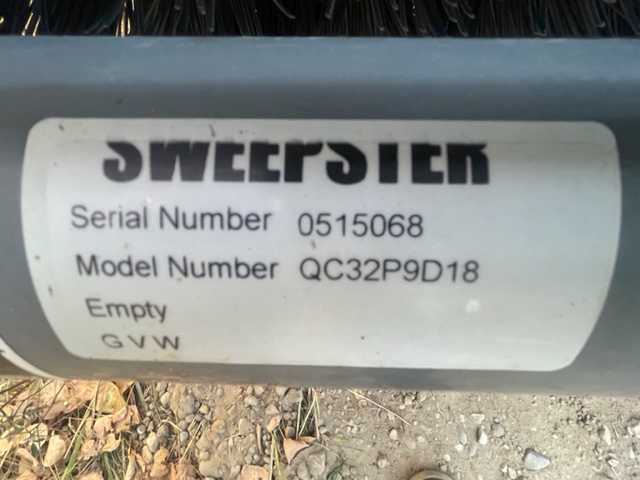 SWEEPSTER
Serial Number 0515068
Model Number QC32P9D18
Empty
GVW